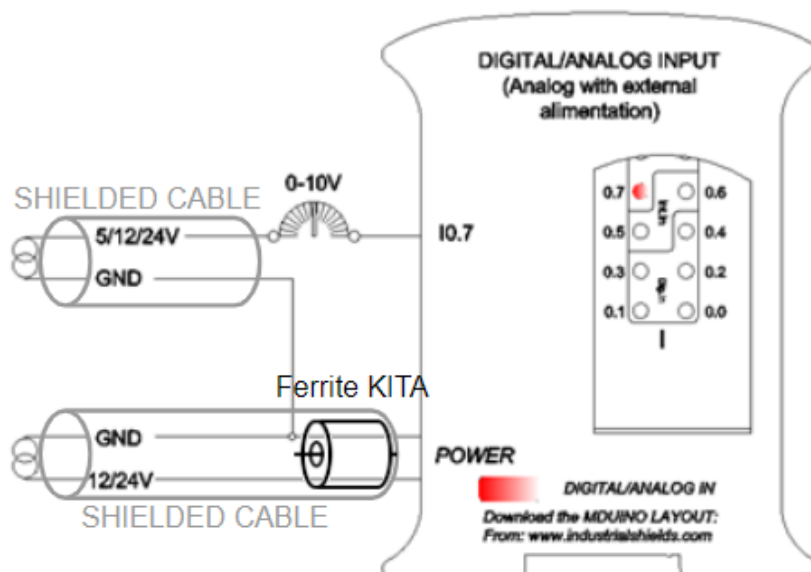 DIGITAL/ANALOG INPUT
(Analog with external
alimentation)
SHIELDED CABLE
0-10V
5/12/24V
GND
I0.7
0.7
0.6
0.5
0.4
0.3
0.2
0.1
0.0
I
Ferrite KITA
GND
12/24V
SHIELDED CABLE
POWER
DIGITAL/ANALOG IN
Download the MDUINO LAYOUT:
From: www.industrialshields.com